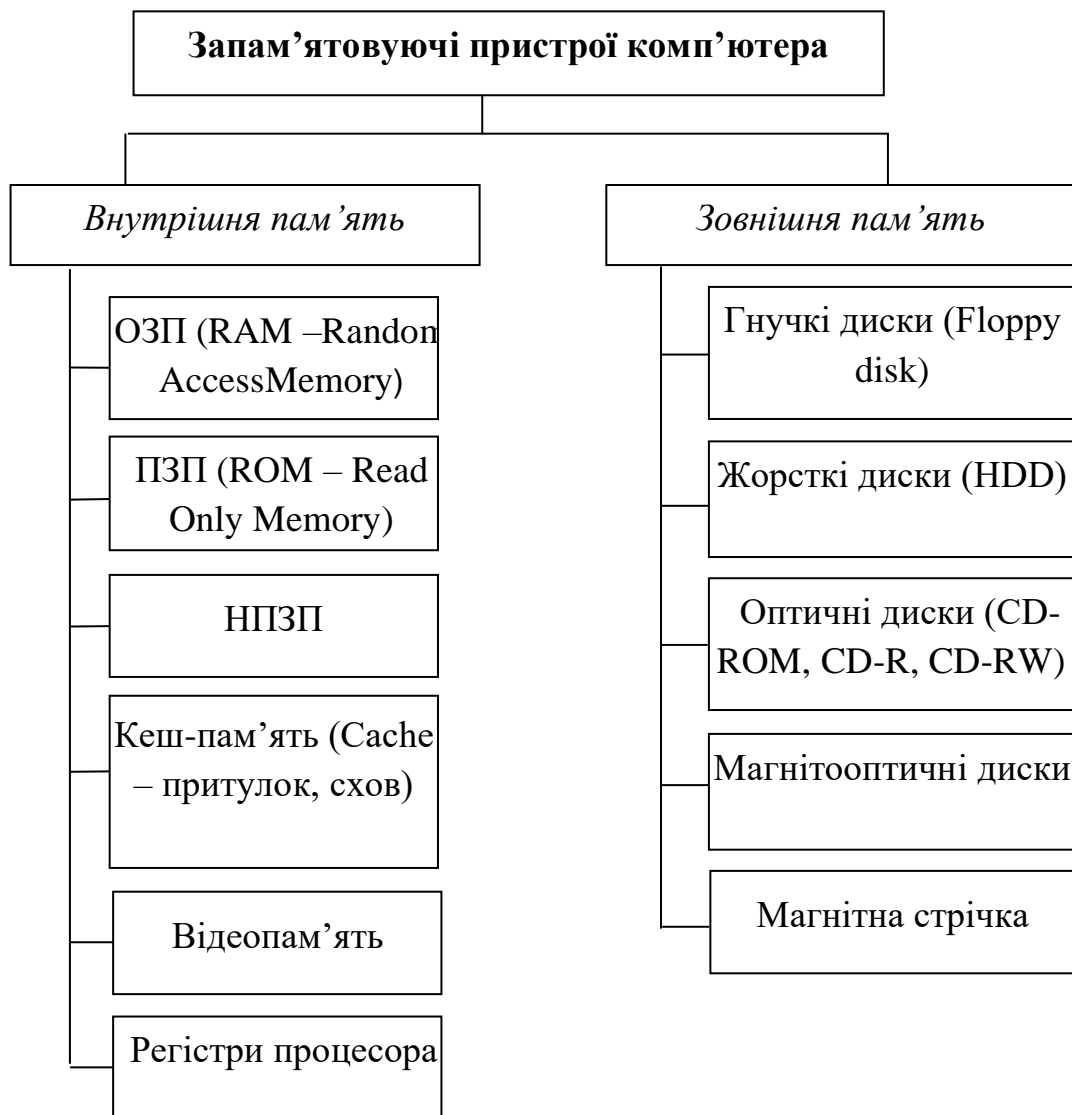 Запам’ятовуючі пристрої комп’ютера
Внутрішня пам’ять
ОЗП (RAM –Random
AccessMemory)
ПЗП (ROM – Read
Only Memory)
НПЗП
Кеш-пам’ять (Cache
– притулок, схов)
Відеопам’ять
Регістри процесора
Зовнішня пам’ять
Гнучкі диски (Floppy
disk)
Жорсткі диски (HDD)
Оптичні диски (CD-
ROM, CD-R, CD-RW)
Магнітооптичні диски
Магнітна стрічка